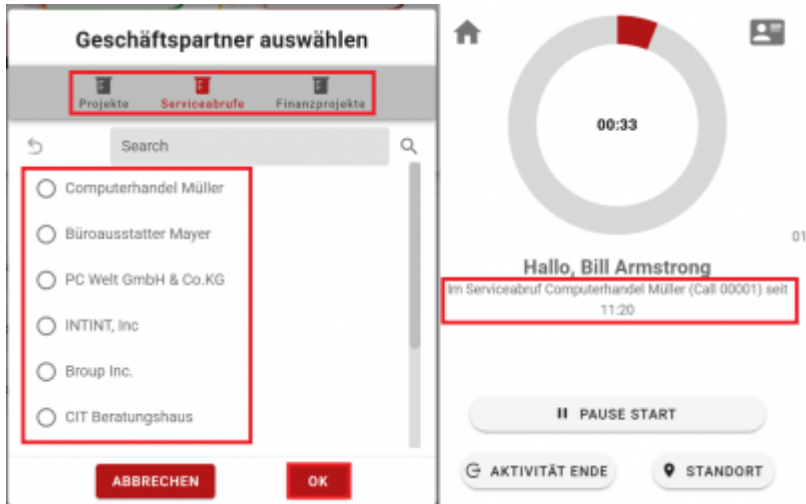 Geschäftspartner auswählen
Projekte Serviceabrufe Finanzprojekte
Search
Computerhandel Müller
Büroausstatter Mayer
PC Welt GmbH & Co.KG
INTINT, Inc
Broup Inc.
CIT Beratungshaus
ABBRECHEN OK
00:33
01
Hallo, Bill Armstrong
Im Serviceabruf Computerhandel Müller (Call 00001) seit
11:20
PAUSE START
AKTIVITÄT ENDE STANDORT